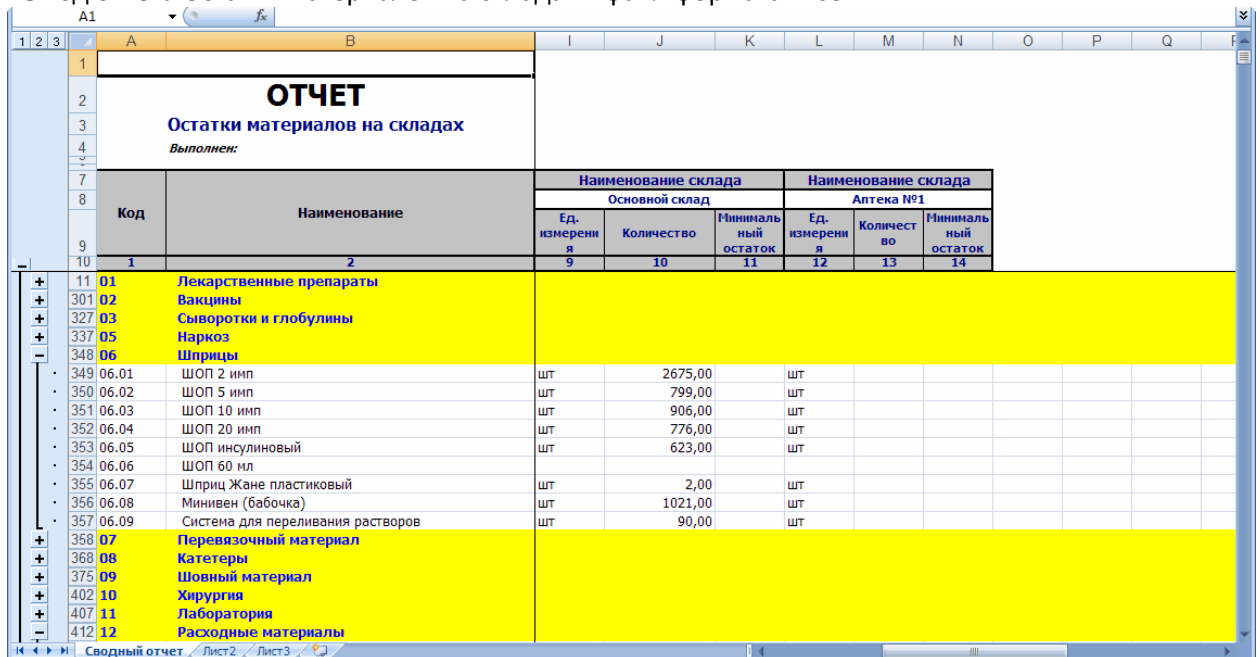 A1 fx
1 2 3 A B I J K L M N O P Q
1
2 ОТЧЕТ
3 Остатки материалов на складах
4 Выполнен:
7 Код Наименование Наименование склада Наименование склада
8 Основной склад Аптека №1
9 Ед. измерени я Количество Минималь ный остаток Ед. измерени я Количест во Минималь ный остаток
10 1 2 9 10 11 12 13 14
11 01 Лекарственные препараты
301 02 Вакцины
327 03 Сыворотки и глобулины
337 05 Наркоз
348 06 Шприцы
349 06.01 ШОП 2 имп шт 2675,00 шт
350 06.02 ШОП 5 имп шт 799,00 шт
351 06.03 ШОП 10 имп шт 906,00 шт
352 06.04 ШОП 20 имп шт 776,00 шт
353 06.05 ШОП инсулиновый шт 623,00 шт
354 06.06 ШОП 60 мл
355 06.07 Шприц Жане пластиковый шт 2,00 шт
356 06.08 Минивен (бабочка) шт 1021,00 шт
357 06.09 Система для переливания растворов шт 90,00 шт
358 07 Перевязочный материал
368 08 Катетеры
375 09 Шовный материал
402 10 Хирургия
407 11 Лаборатория
412 12 Расходные материалы
Сводный отчет Лист2 Лист3